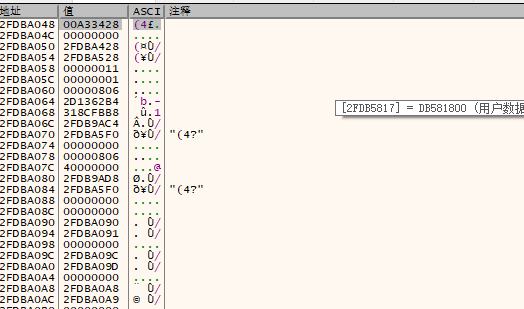 地址 值 ASCI 注释
2FDBA048 00A33428 (4£.
2FDBA04C 00000000 ....
2FDBA050 2FDBA428 (¤Û/
2FDBA054 2FDBA528 (¥Û/
2FDBA058 00000011 ....
2FDBA05C 00000001 ....
2FDBA060 00000806 ....
2FDBA064 2D1362B4 ´b.-
2FDBA068 318CFBB8 ¸û.1
2FDBA06C 2FDB9AC4 Ä.Û/
2FDBA070 2FDBA5F0 ð¥Û/ "(4?"
2FDBA074 00000000 ....
2FDBA078 00000806 ....
2FDBA07C 40000000 ...@
2FDBA080 2FDB9AD8 Ø.Û/
2FDBA084 2FDBA5F0 ð¥Û/ "(4?"
2FDBA088 00000000 ....
2FDBA08C 00000000 ....
2FDBA090 2FDBA090 . Û/
2FDBA094 2FDBA091 . Û/
2FDBA098 00000000 ....
2FDBA09C 2FDBA09C . Û/
2FDBA0A0 2FDBA09D . Û/
2FDBA0A4 00000000 ....
2FDBA0A8 2FDBA0A8 ¨ Û/
2FDBA0AC 2FDBA0A9 © Û/
[2FDB5817] = DB581800 (用户数据